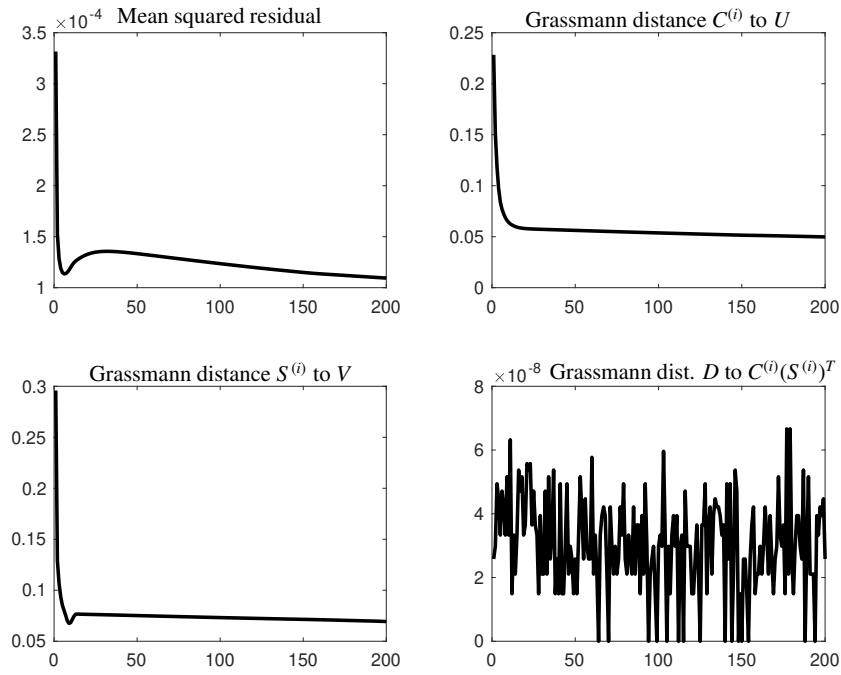 ×10^-4 Mean squared residual
3.5
3
2.5
2
1.5
1
0 50 100 150 200
Grassmann distance C^(i) to U
0.25
0.2
0.15
0.1
0.05
0
0 50 100 150 200
Grassmann distance S^(i) to V
0.3
0.25
0.2
0.15
0.1
0.05
0 50 100 150 200
×10^-8 Grassmann dist. D to C^(i)(S^(i))^T
8
6
4
2
0
0 50 100 150 200